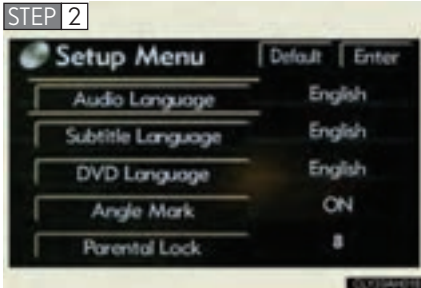 STEP 2
Setup Menu Default Enter
Audio Language English
Subtitle Language English
DVD Language English
Angle Mark ON
Parental Lock 8